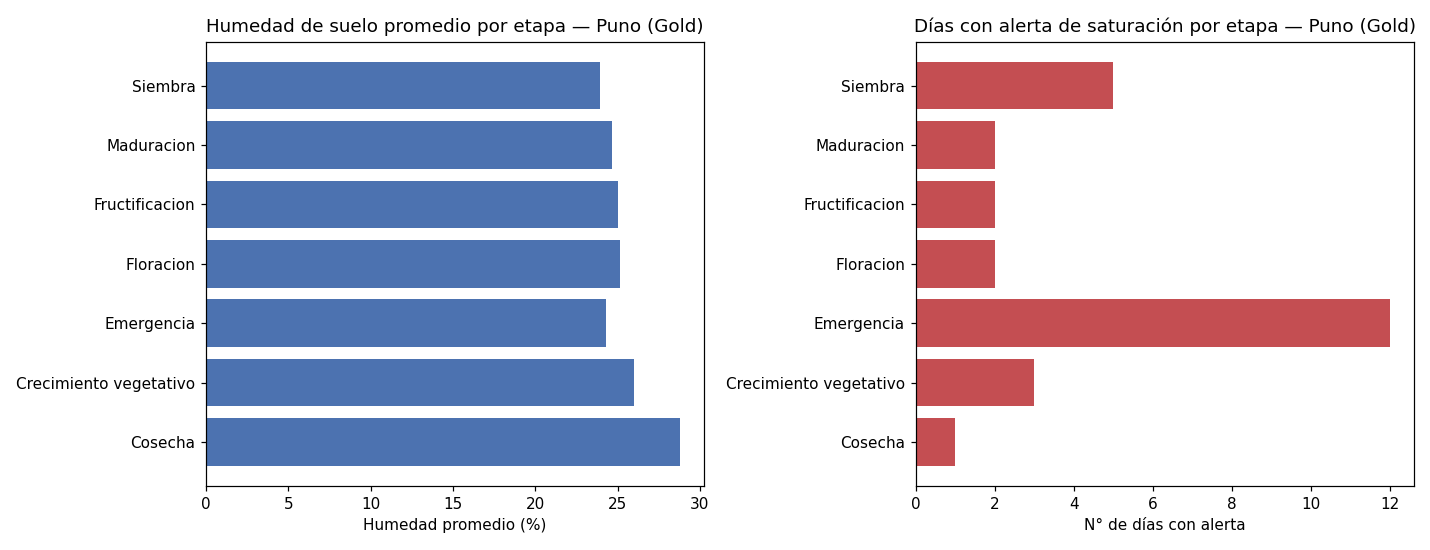 Humedad de suelo promedio por etapa — Puno (Gold)
Siembra
Maduracion
Fructificacion
Floracion
Emergencia
Crecimiento vegetativo
Cosecha
0 5 10 15 20 25 30
Humedad promedio (%)
Días con alerta de saturación por etapa — Puno (Gold)
Siembra
Maduracion
Fructificacion
Floracion
Emergencia
Crecimiento vegetativo
Cosecha
0 2 4 6 8 10 12
N° de días con alerta